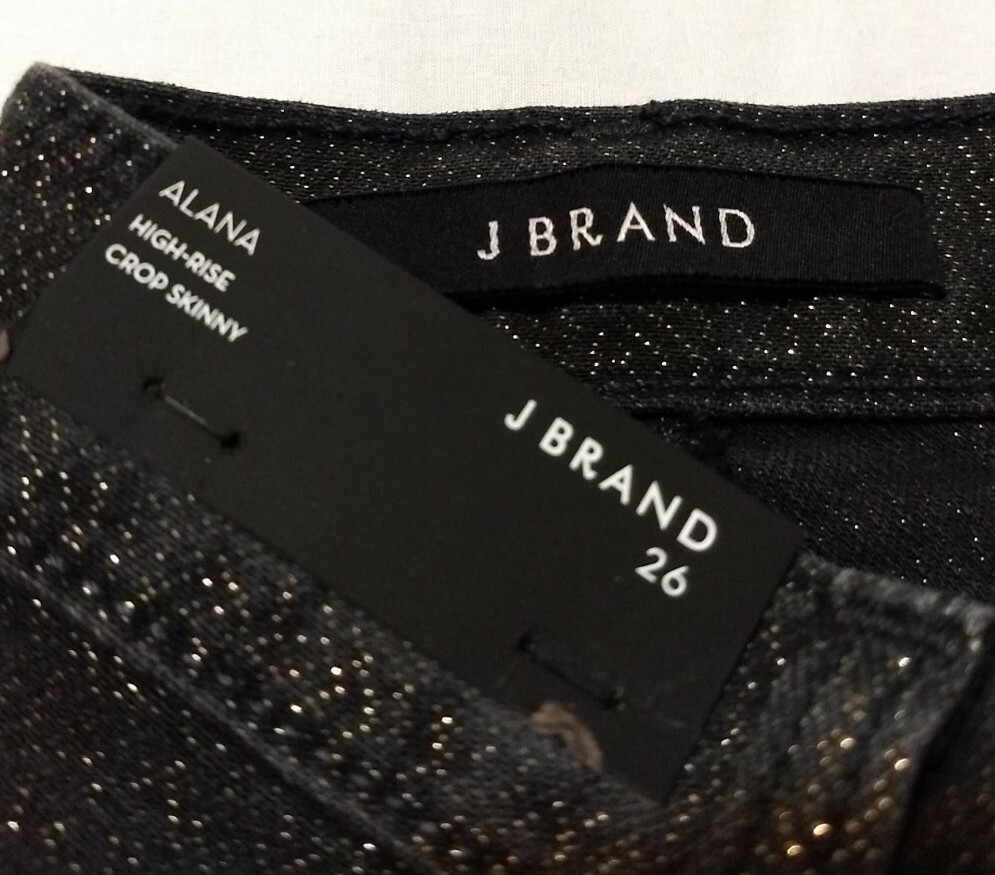 J BRAND
ALANA
HIGH-RISE
CROP SKINNY
J BRAND
26